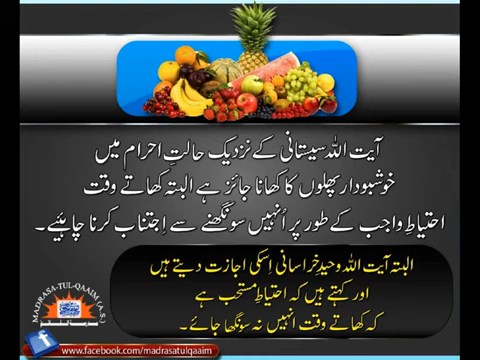 آیت اللہ سیستانی کے نزدیک حالتِ احرام میں
خوشبودار پھلوں کا کھانا جائز ہے البتہ کھاتے وقت
احتیاطِ واجب کے طور پر اُنہیں سونگھنے سے اِجتناب کرنا چاہئیے۔
البتہ آیت اللہ وحید خراسانی اِسکی اجازت دیتے ہیں
اور کہتے ہیں کہ احتیاطِ مستحب ہے
کہ کھاتے وقت انہیں نہ سونگھا جائے۔
MADRASA-TUL-QAAIM (A.S.)
www.facebook.com/madrasatulqaaim